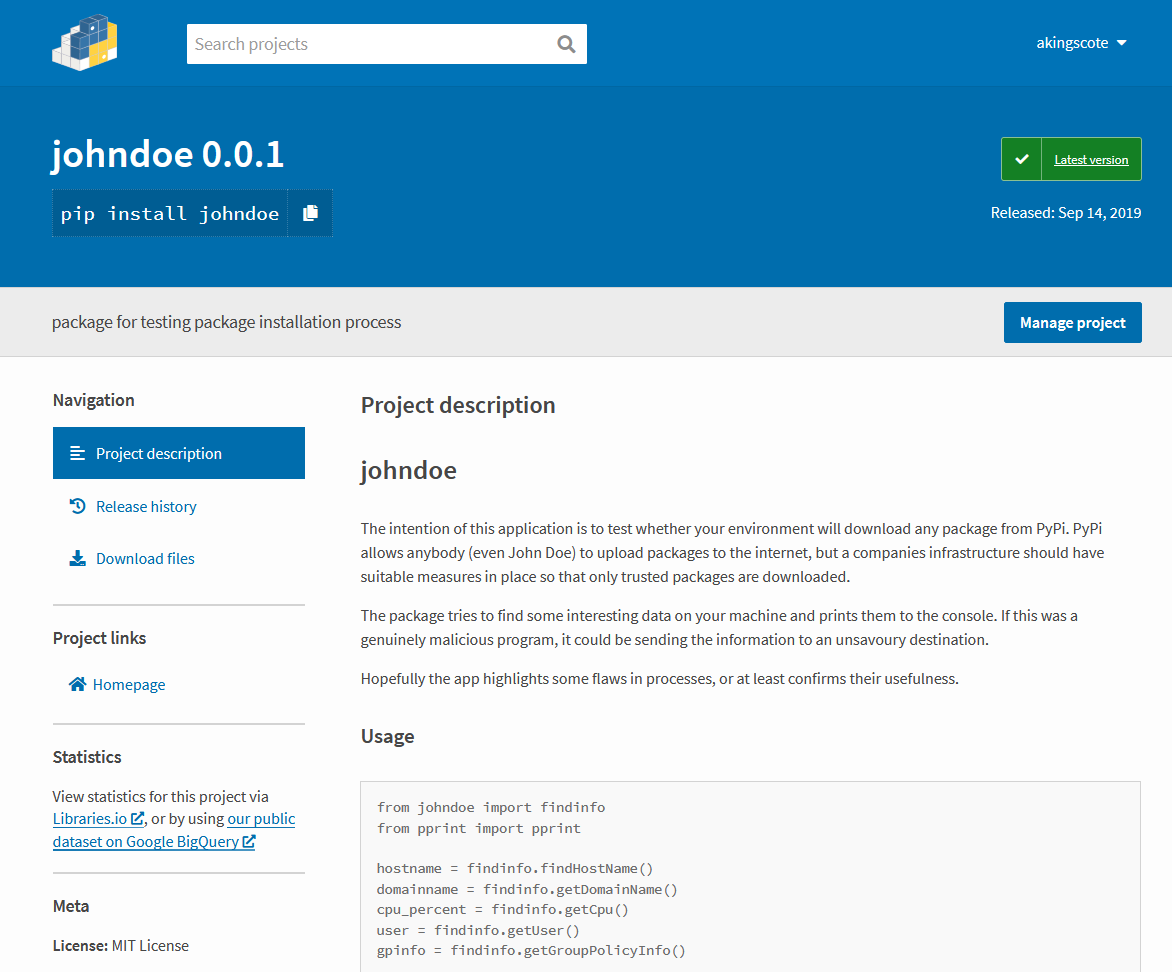 Search projects
akingscote
johndoe 0.0.1
pip install johndoe
Latest version
Released: Sep 14, 2019
package for testing package installation process
Manage project
Navigation
Project description
Release history
Download files
Project links
Homepage
Statistics
View statistics for this project via
Libraries.io, or by using our public
dataset on Google BigQuery
Meta
License: MIT License
Project description
johndoe
The intention of this application is to test whether your environment will download any package from PyPi. PyPi
allows anybody (even John Doe) to upload packages to the internet, but a companies infrastructure should have
suitable measures in place so that only trusted packages are downloaded.
The package tries to find some interesting data on your machine and prints them to the console. If this was a
genuinely malicious program, it could be sending the information to an unsavoury destination.
Hopefully the app highlights some flaws in processes, or at least confirms their usefulness.
Usage
from johndoe import findinfo
from pprint import pprint
hostname = findinfo.findHostName()
domainname = findinfo.getDomainName()
cpu_percent = findinfo.getCpu()
user = findinfo.getUser()
gpinfo = findinfo.getGroupPolicyInfo()